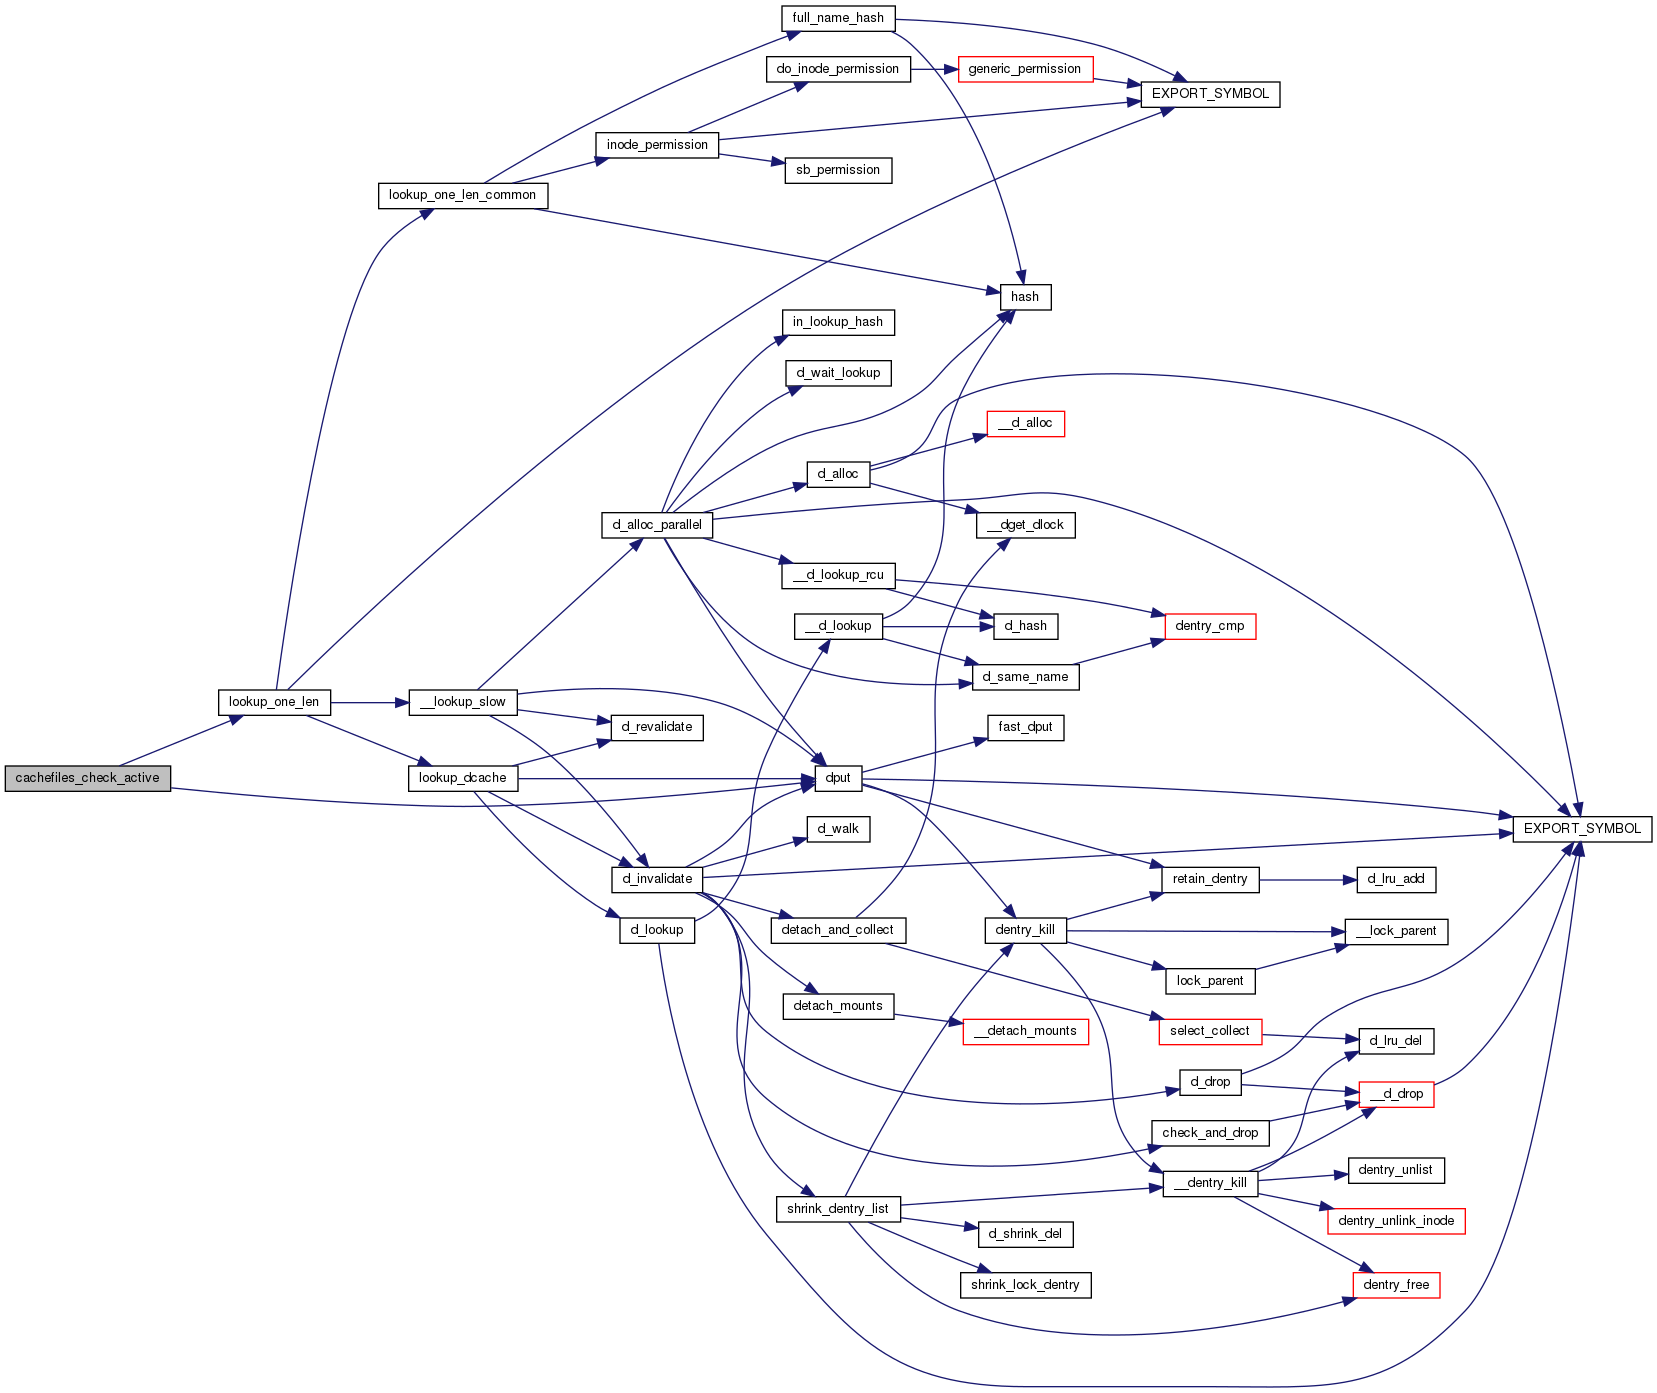 full_name_hash
do_inode_permission
generic_permission
EXPORT_SYMBOL
inode_permission
sb_permission
lookup_one_len_common
hash
in_lookup_hash
d_wait_lookup
__d_alloc
d_alloc
d_alloc_parallel
__dget_dlock
__d_lookup_rcu
__d_lookup
d_hash
dentry_cmp
d_same_name
lookup_one_len
__lookup_slow
d_revalidate
fast_dput
cachefiles_check_active
lookup_dcache
dput
d_walk
EXPORT_SYMBOL
d_invalidate
retain_dentry
d_lru_add
d_lookup
detach_and_collect
dentry_kill
__lock_parent
lock_parent
detach_mounts
__detach_mounts
select_collect
d_lru_del
d_drop
__d_drop
check_and_drop
dentry_unlist
__dentry_kill
shrink_dentry_list
dentry_unlink_inode
d_shrink_del
shrink_lock_dentry
dentry_free